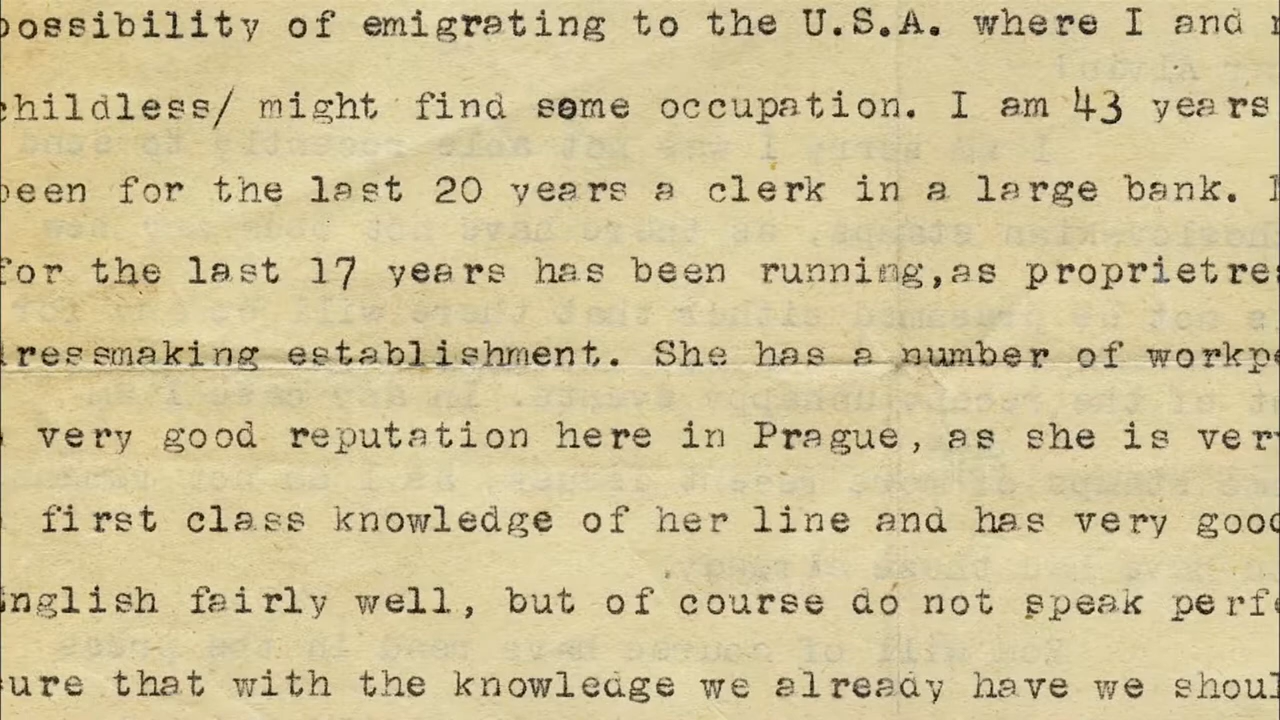 possibility of emigrating to the U.S.A. where I and
childless/ might find some occupation. I am 43 years
been for the last 20 years a clerk in a large bank.
for the last 17 years has been running,as proprietres
dressmaking establishment. She has a number of workpe
very good reputation here in Prague, as she is very
first class knowledge of her line and has very good
English fairly well, but of course do not speak perfe
sure that with the knowledge we already have we shoul